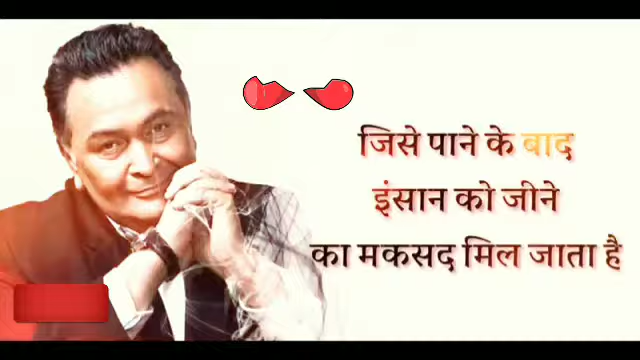 जिसे पाने के बाद
इंसान को जीने
का मकसद मिल जाता है